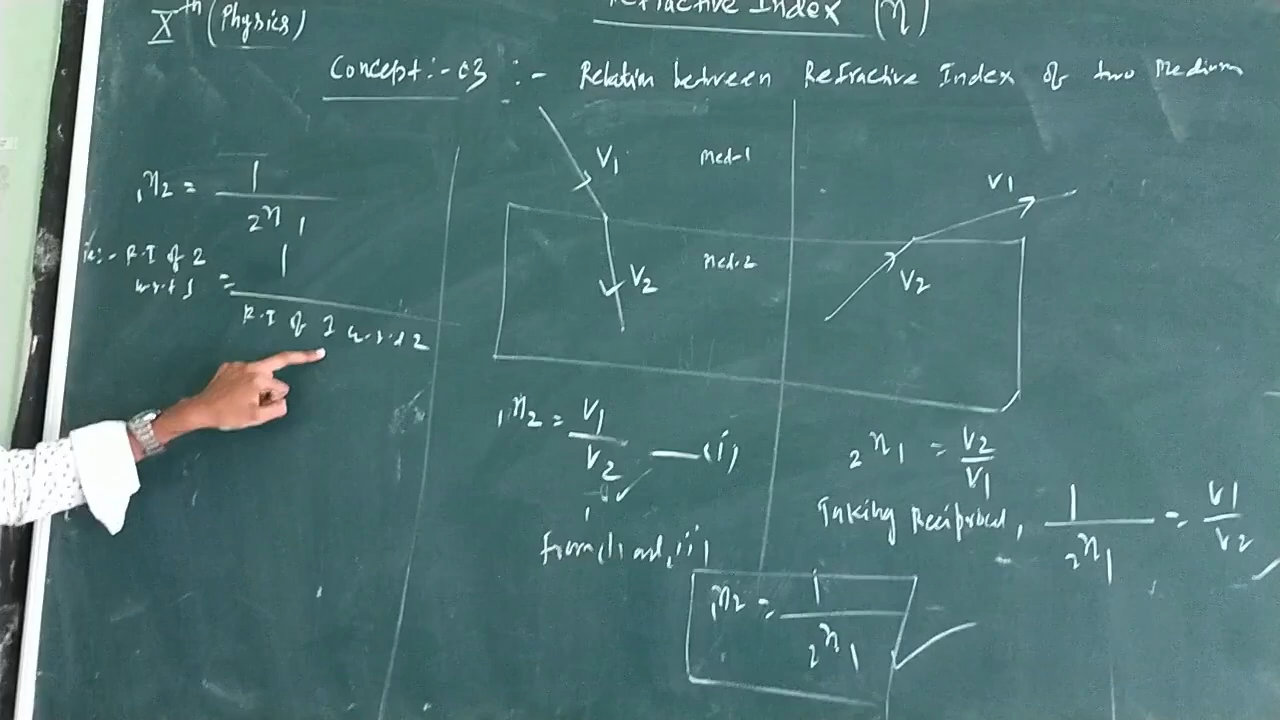 Xth (Physics)
Refractive Index (η)
Concept:-03 :- Relation between Refractive Index of two Medium
₁η₂ = 1 / ₂η₁
ie:- R.I of 2 w.r.t 1 = 1 / R.I of 1 w.r.t 2
V₁
Med-1
V₂
Med-2
V₁
V₂
₁η₂ = V₁ / V₂ — (i)
from (i) and (ii)
₂η₁ = V₂ / V₁
Taking Reciprocal, 1 / ₂η₁ = V₁ / V₂
₁η₂ = 1 / ₂η₁